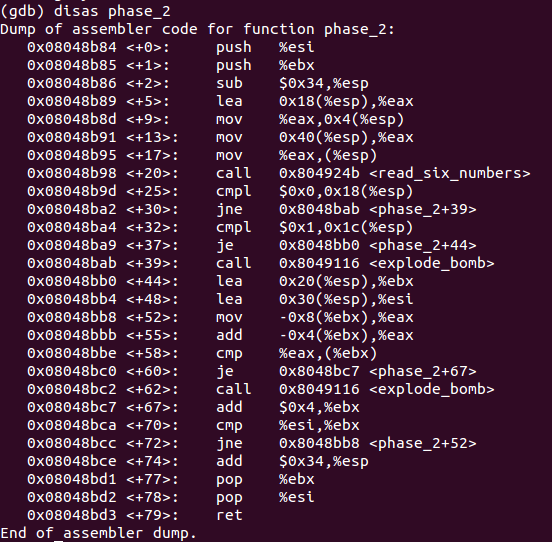 (gdb) disas phase_2
Dump of assembler code for function phase_2:
   0x08048b84 <+0>:     push   %esi
   0x08048b85 <+1>:     push   %ebx
   0x08048b86 <+2>:     sub    $0x34,%esp
   0x08048b89 <+5>:     lea    0x18(%esp),%eax
   0x08048b8d <+9>:     mov    %eax,0x4(%esp)
   0x08048b91 <+13>:    mov    0x40(%esp),%eax
   0x08048b95 <+17>:    mov    %eax,(%esp)
   0x08048b98 <+20>:    call   0x804924b <read_six_numbers>
   0x08048b9d <+25>:    cmpl   $0x0,0x18(%esp)
   0x08048ba2 <+30>:    jne    0x8048bab <phase_2+39>
   0x08048ba4 <+32>:    cmpl   $0x1,0x1c(%esp)
   0x08048ba9 <+37>:    je     0x8048bb0 <phase_2+44>
   0x08048bab <+39>:    call   0x8049116 <explode_bomb>
   0x08048bb0 <+44>:    lea    0x20(%esp),%ebx
   0x08048bb4 <+48>:    lea    0x30(%esp),%esi
   0x08048bb8 <+52>:    mov    -0x8(%ebx),%eax
   0x08048bbb <+55>:    add    -0x4(%ebx),%eax
   0x08048bbe <+58>:    cmp    %eax,(%ebx)
   0x08048bc0 <+60>:    je     0x8048bc7 <phase_2+67>
   0x08048bc2 <+62>:    call   0x8049116 <explode_bomb>
   0x08048bc7 <+67>:    add    $0x4,%ebx
   0x08048bca <+70>:    cmp    %esi,%ebx
   0x08048bcc <+72>:    jne    0x8048bb8 <phase_2+52>
   0x08048bce <+74>:    add    $0x34,%esp
   0x08048bd1 <+77>:    pop    %ebx
   0x08048bd2 <+78>:    pop    %esi
   0x08048bd3 <+79>:    ret
End of assembler dump.